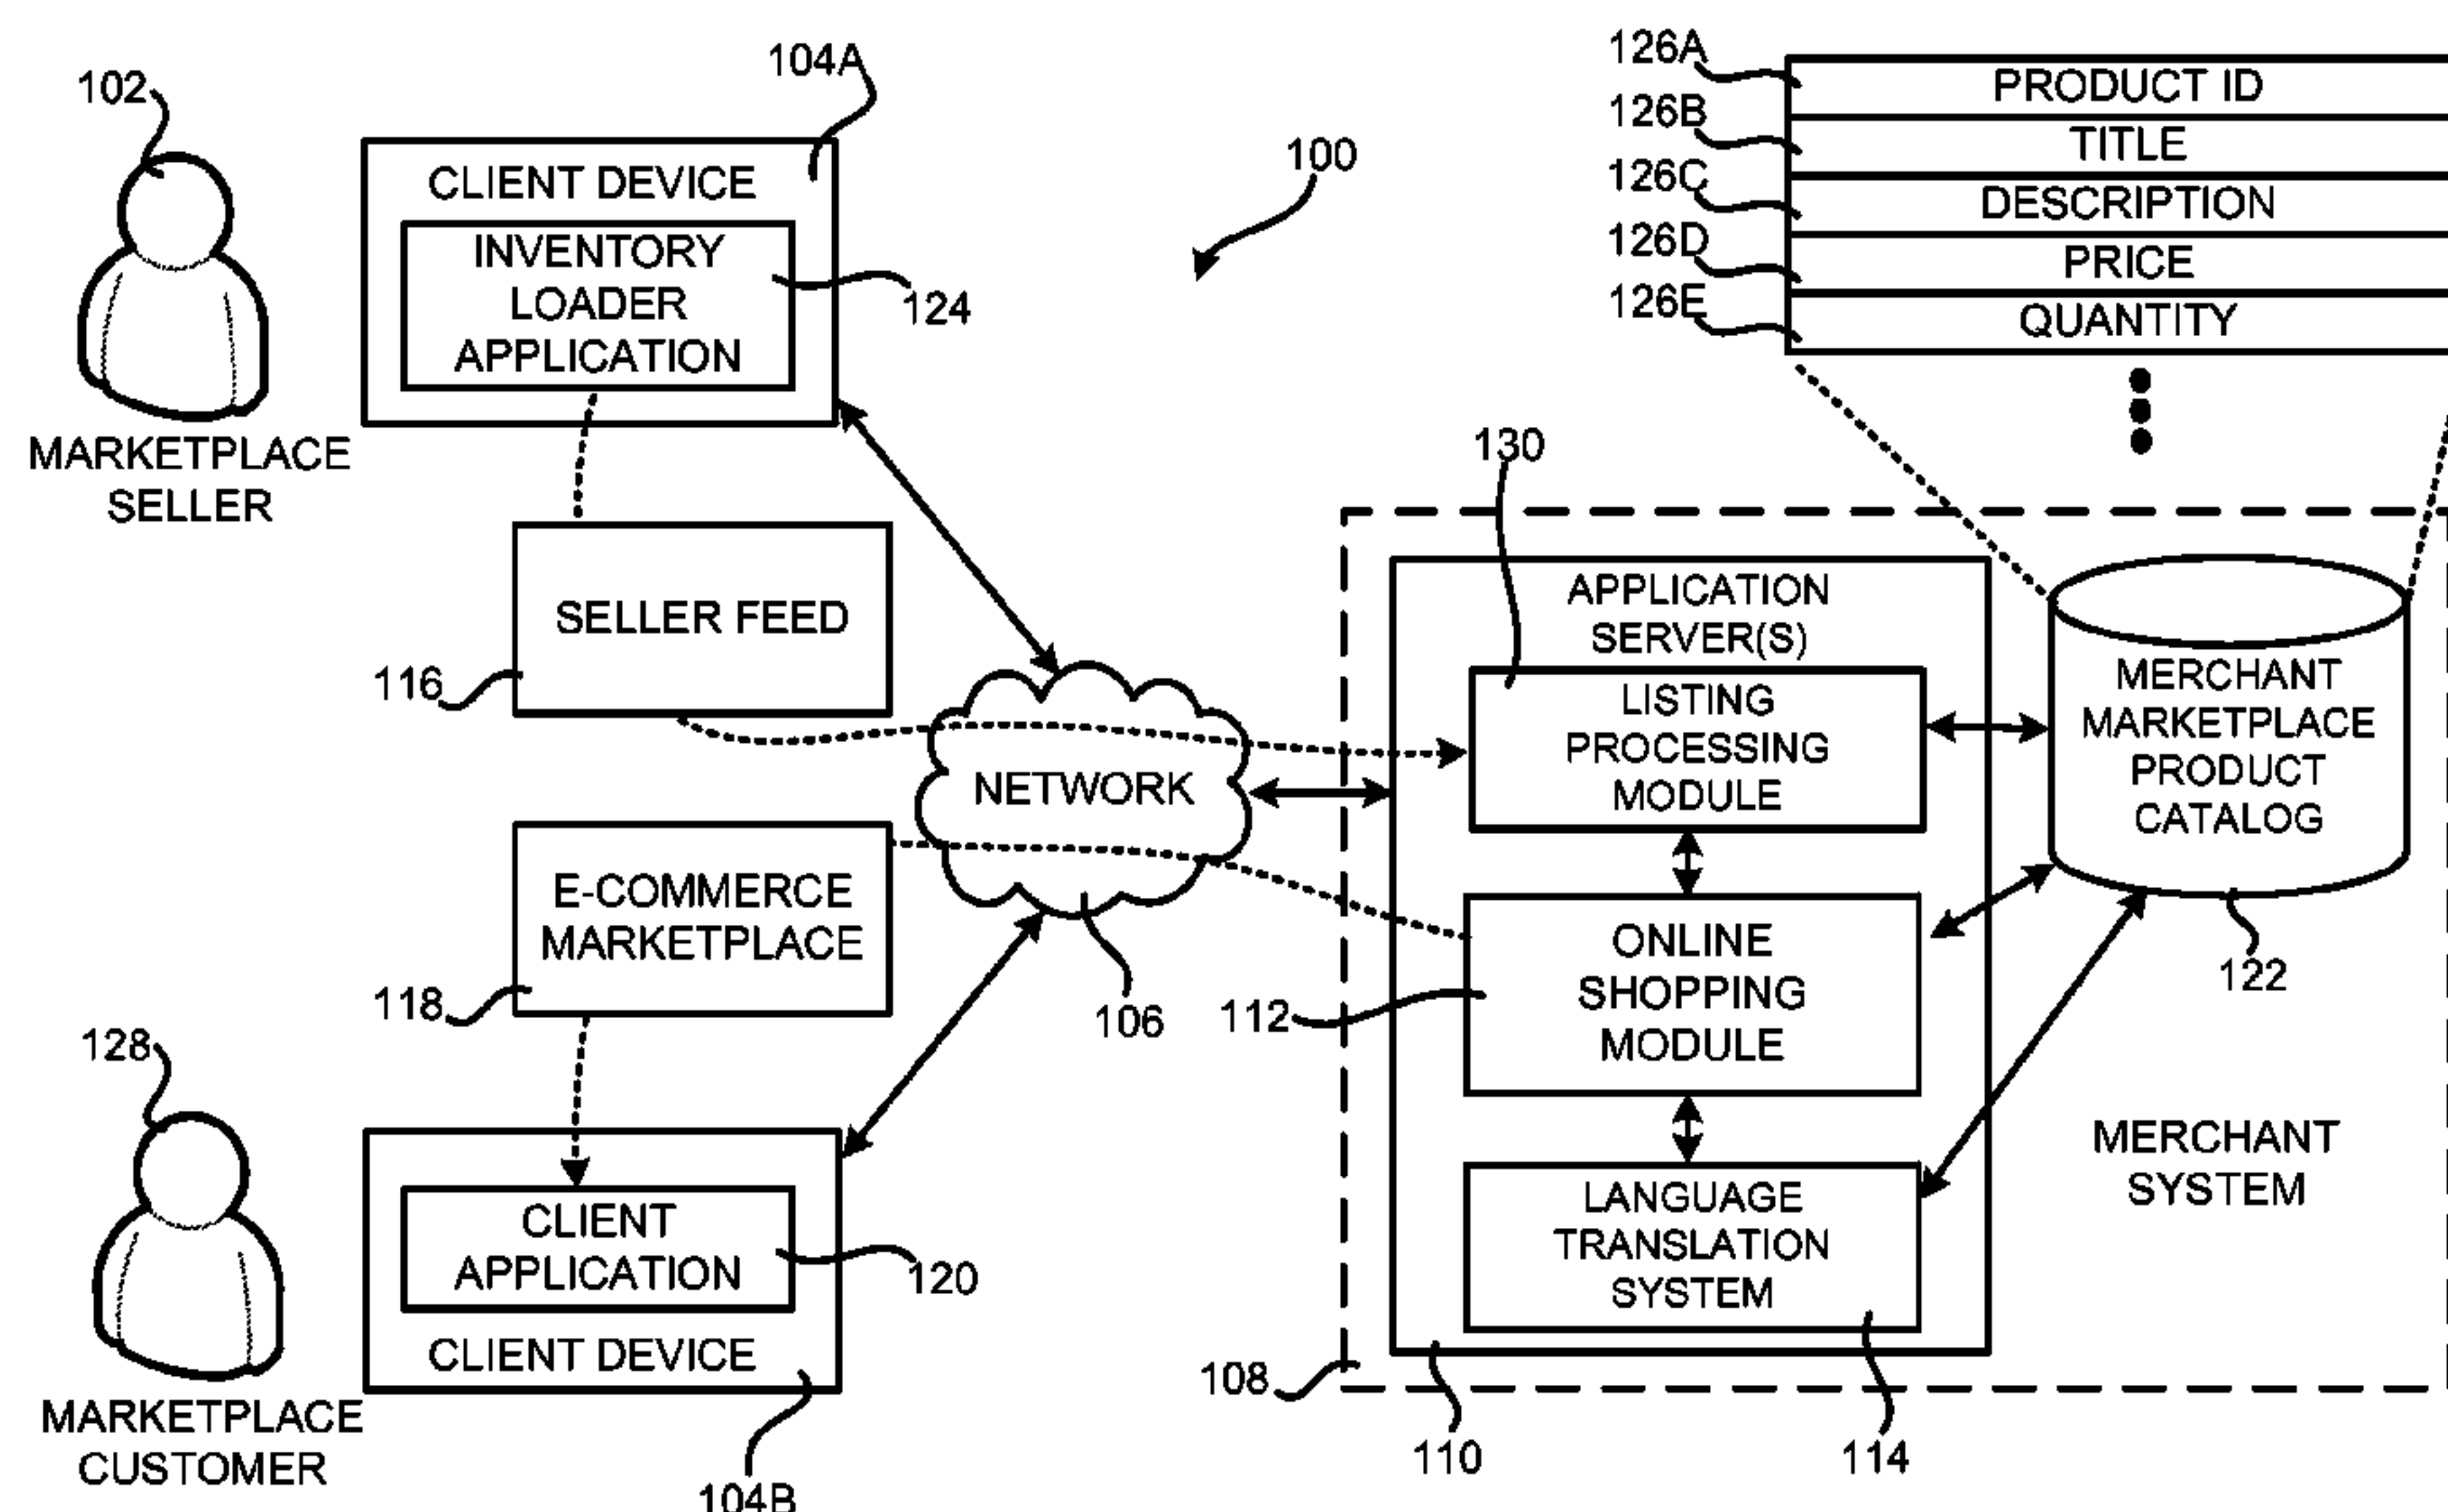 102
104A
CLIENT DEVICE
INVENTORY
LOADER
APPLICATION
124
MARKETPLACE
SELLER
100
126A
PRODUCT ID
126B
TITLE
126C
DESCRIPTION
126D
PRICE
126E
QUANTITY
SELLER FEED
116
NETWORK
106
E-COMMERCE
MARKETPLACE
118
128
MARKETPLACE
CUSTOMER
CLIENT
APPLICATION
120
CLIENT DEVICE
104B
130
APPLICATION
SERVER(S)
LISTING
PROCESSING
MODULE
ONLINE
SHOPPING
MODULE
112
LANGUAGE
TRANSLATION
SYSTEM
MERCHANT
MARKETPLACE
PRODUCT
CATALOG
122
MERCHANT
SYSTEM
108
110
114